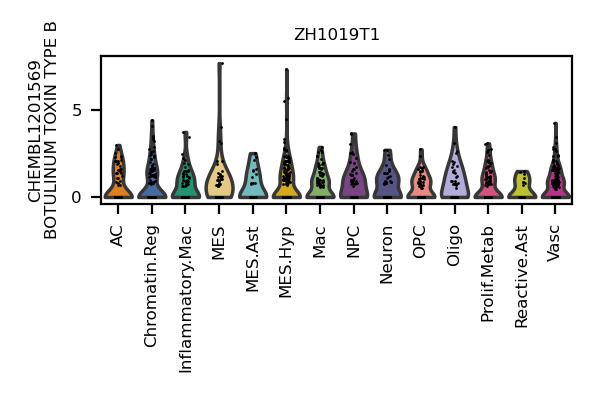 ZH1019T1
CHEMBL1201569
BOTULINUM TOXIN TYPE B
5
0
AC
Chromatin.Reg
Inflammatory.Mac
MES
MES.Ast
MES.Hyp
Mac
NPC
Neuron
OPC
Oligo
Prolif.Metab
Reactive.Ast
Vasc